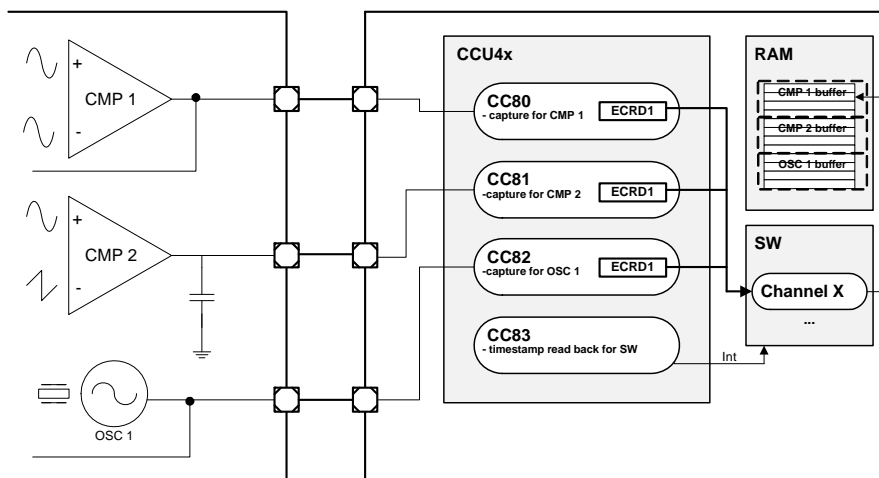 +
CMP 1
-
+
CMP 2
-
OSC 1
CCU4x
CC80
- capture for CMP 1
ECRD1
CC81
-capture for CMP 2
ECRD1
CC82
-capture for OSC 1
ECRD1
CC83
- timestamp read back for SW
Int
RAM
CMP 1 buffer
CMP 2 buffer
OSC 1 buffer
SW
Channel X
...